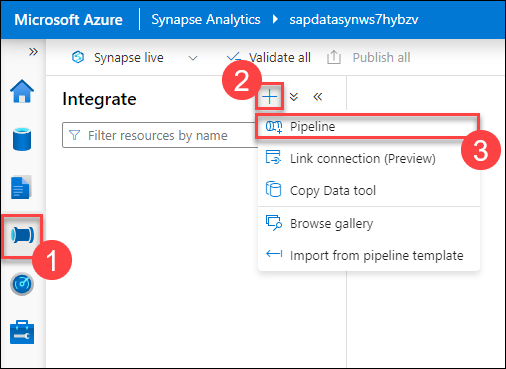 Microsoft Azure Synapse Analytics > sapdatasynws7hybzv
» Synapse live Validate all Publish all
2
Integrate
Filter resources by name
Pipeline
3
Link connection (Preview)
Copy Data tool
1
Browse gallery
Import from pipeline template